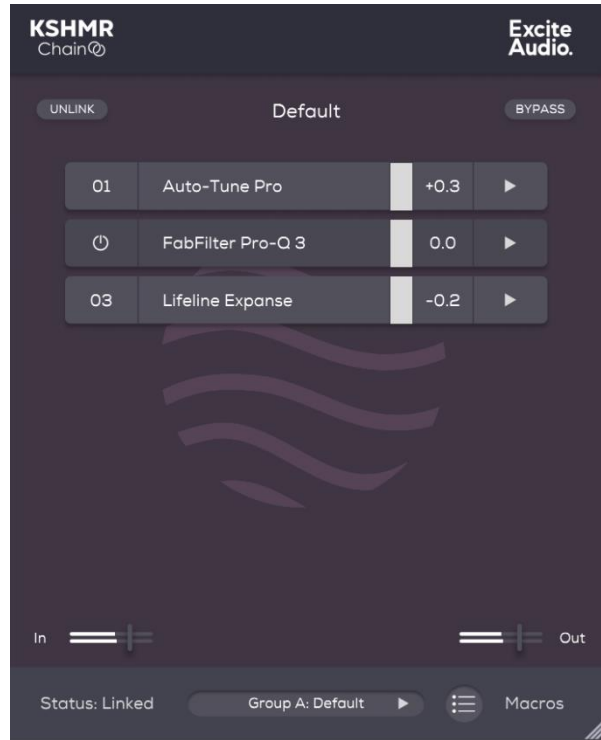 KSHMR
Chain
Excite
Audio.
UNLINK
Default
BYPASS
01 Auto-Tune Pro +0.3
FabFilter Pro-Q 3 0.0
03 Lifeline Expanse -0.2
In
Out
Status: Linked
Group A: Default
Macros